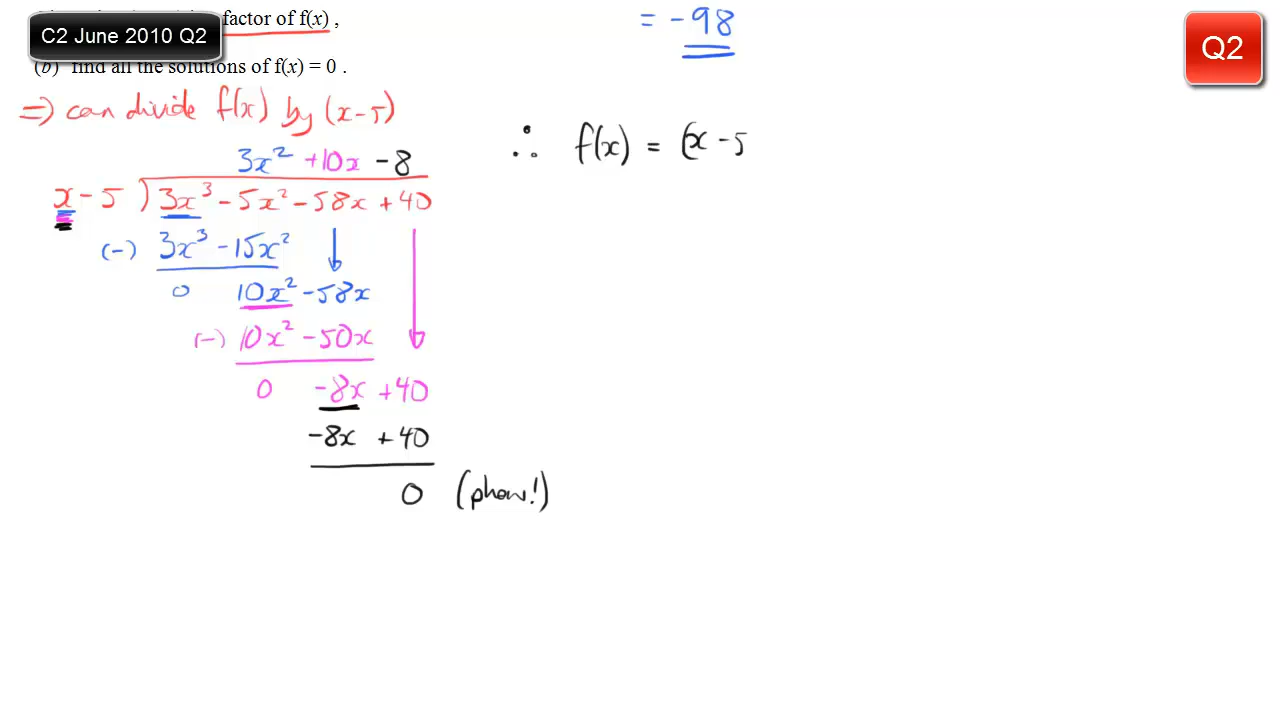 factor of f(x) ,
C2 June 2010 Q2
= -98
Q2
(b) find all the solutions of f(x) = 0 .
=> can divide f(x) by (x-5)
∴ f(x) = (x - 5
3x² +10x -8
x - 5 ) 3x³ - 5x² - 58x + 40
(-) 3x³ - 15x²
0 10x² - 58x
(-) 10x² - 50x
0 -8x +40
-8x +40
0 (phew!)